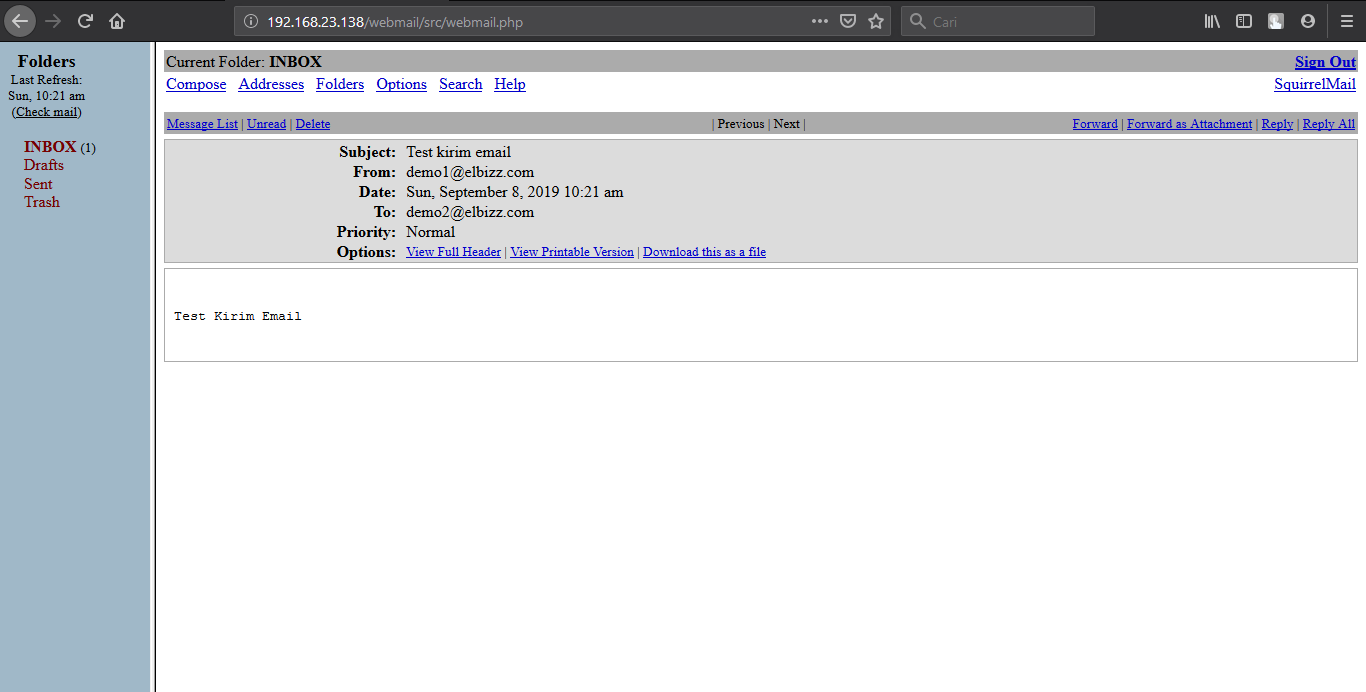 192.168.23.138/webmail/src/webmail.php
Cari
Folders
Last Refresh:
Sun, 10:21 am
(Check mail)
INBOX (1)
Drafts
Sent
Trash
Current Folder: INBOX
Sign Out
Compose Addresses Folders Options Search Help
SquirrelMail
Message List | Unread | Delete
| Previous | Next |
Forward | Forward as Attachment | Reply | Reply All
Subject: Test kirim email
From: demo1@elbizz.com
Date: Sun, September 8, 2019 10:21 am
To: demo2@elbizz.com
Priority: Normal
Options: View Full Header | View Printable Version | Download this as a file
Test Kirim Email